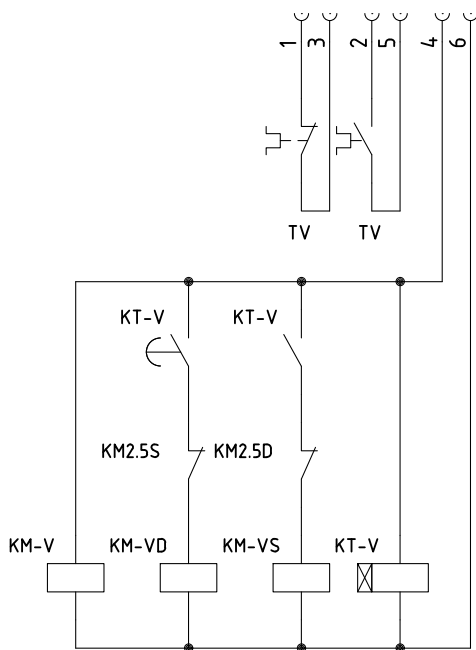 1 3 2 5 4 6
TV TV
KT-V KT-V
KM2.5S KM2.5D
KM-V KM-VD KM-VS KT-V